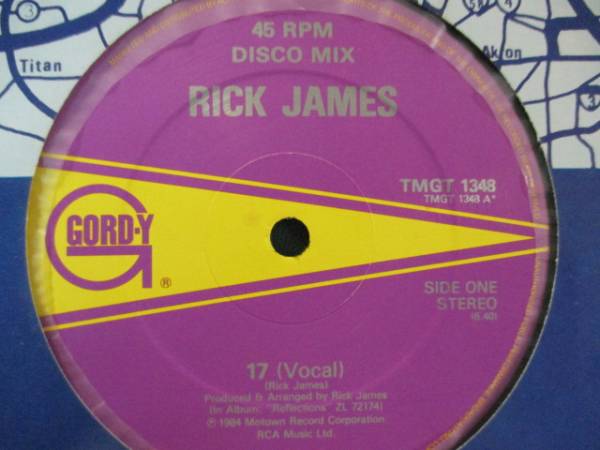 45 RPM
DISCO MIX
RICK JAMES
Titan
Akron
3
TMGT 1348
TMGT 1348 A*
GORD-Y
®
SIDE ONE
STEREO
(5.40)
17 (Vocal)
(Rick James)
Produced & Arranged by Rick James
(In Album: "Reflections" ZL 72174)
℗ 1984 Motown Record Corporation
RCA Music Ltd.